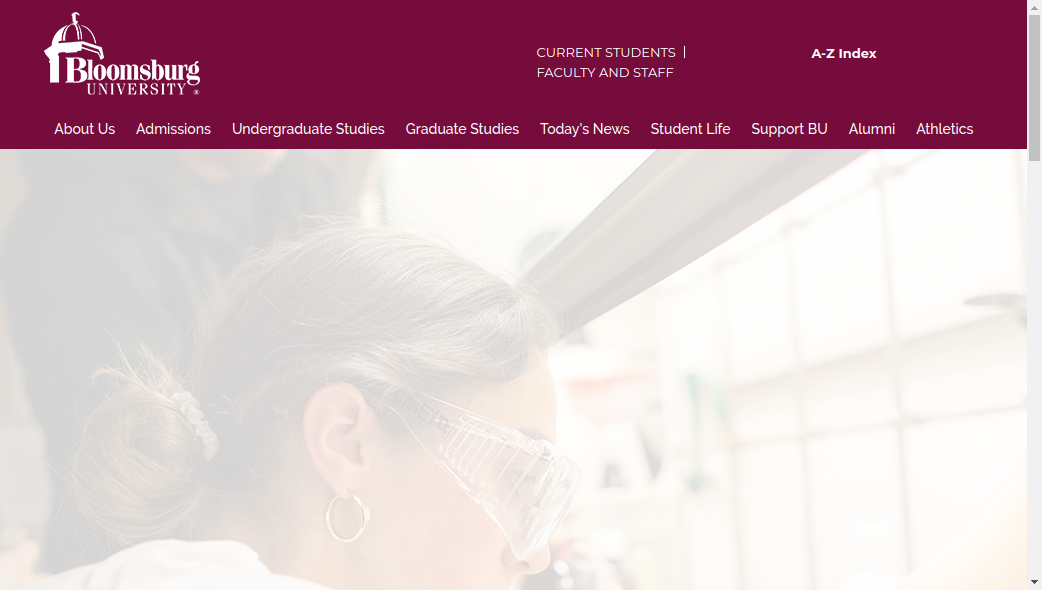 Bloomsburg
UNIVERSITY ®
CURRENT STUDENTS |
FACULTY AND STAFF
A-Z Index
About Us Admissions Undergraduate Studies Graduate Studies Today's News Student Life Support BU Alumni Athletics